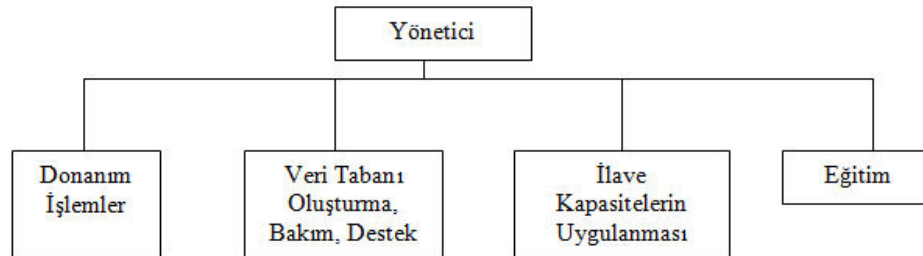 Yönetici
Donanım
İşlemler
Veri Tabanı
Oluşturma,
Bakım, Destek
İlave
Kapasitelerin
Uygulanması
Eğitim